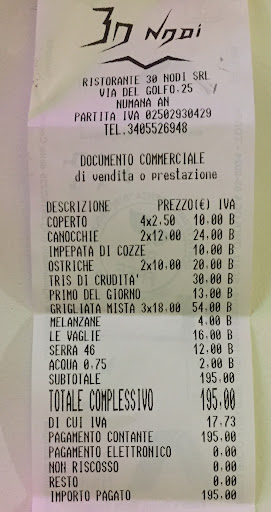 30 NODI
RISTORANTE 30 NODI SRL
VIA DEL GOLFO,25
NUMANA AN
PARTITA IVA 02502930429
TEL.3405526948
DOCUMENTO COMMERCIALE
di vendita o prestazione
DESCRIZIONE PREZZO(€) IVA
COPERTO 4x2,50 10,00 B
CANOCCHIE 2x12,00 24,00 B
IMPEPATA DI COZZE 10,00 B
OSTRICHE 2x10,00 20,00 B
TRIS DI CRUDITA' 30,00 B
PRIMO DEL GIORNO 13,00 B
GRIGLIATA MISTA 3x18,00 54,00 B
MELANZANE 4,00 B
LE VAGLIE 16,00 B
SERRA 46 12,00 B
ACQUA 0,75 2,00 B
SUBTOTALE 195,00
TOTALE COMPLESSIVO 195,00
DI CUI IVA 17,73
PAGAMENTO CONTANTE 195,00
PAGAMENTO ELETTRONICO 0,00
NON RISCOSSO 0,00
RESTO 0,00
IMPORTO PAGATO 195,00